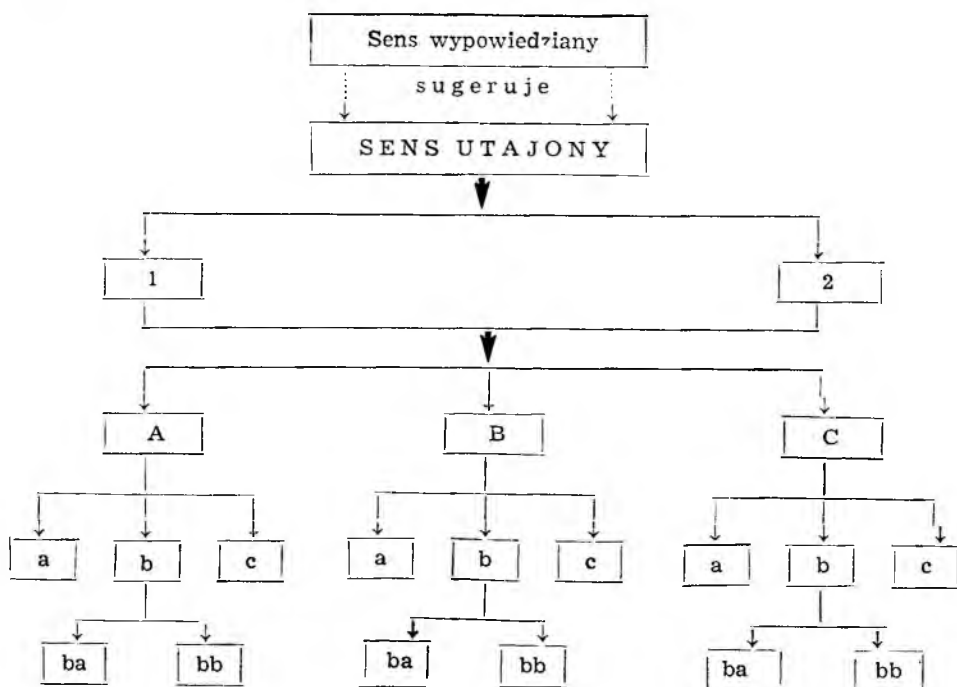 Sens wypowiedziany
sugeruje
SENS UTAJONY
1 2
A B C
a b c a b c a b c
ba bb ba bb ba bb